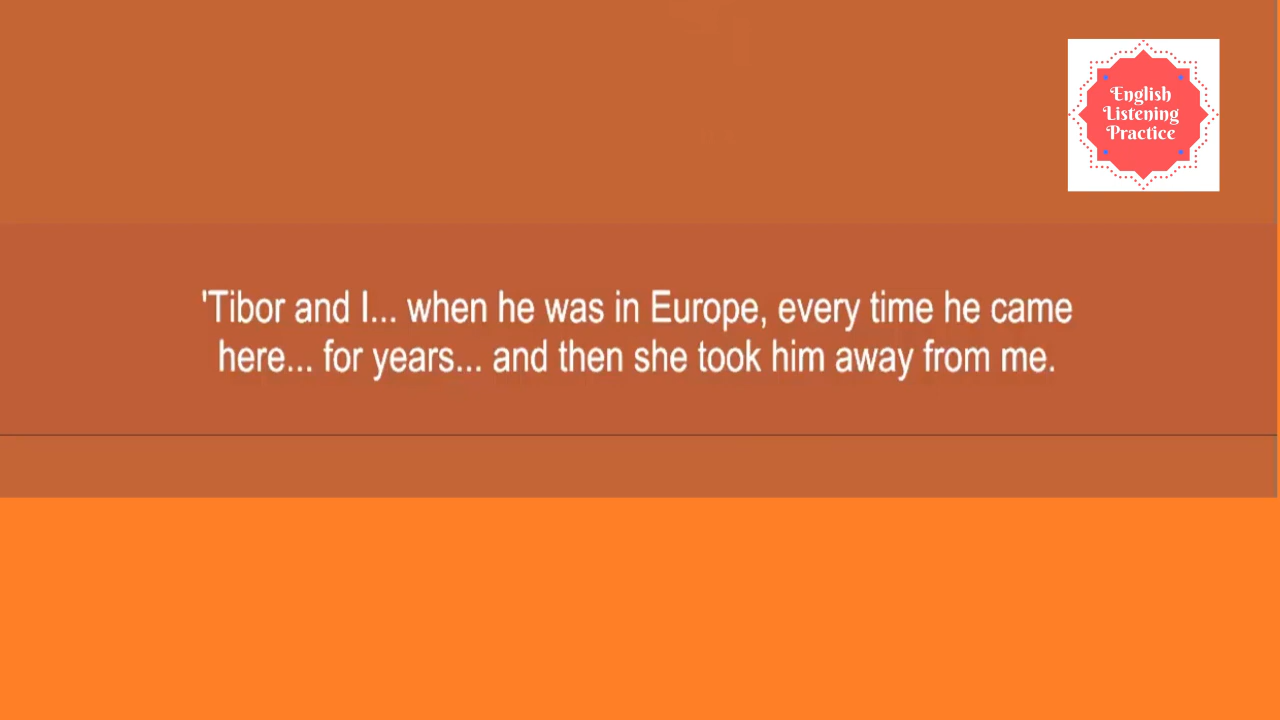 English
Listening
Practice
'Tibor and I... when he was in Europe, every time he came
here... for years... and then she took him away from me.